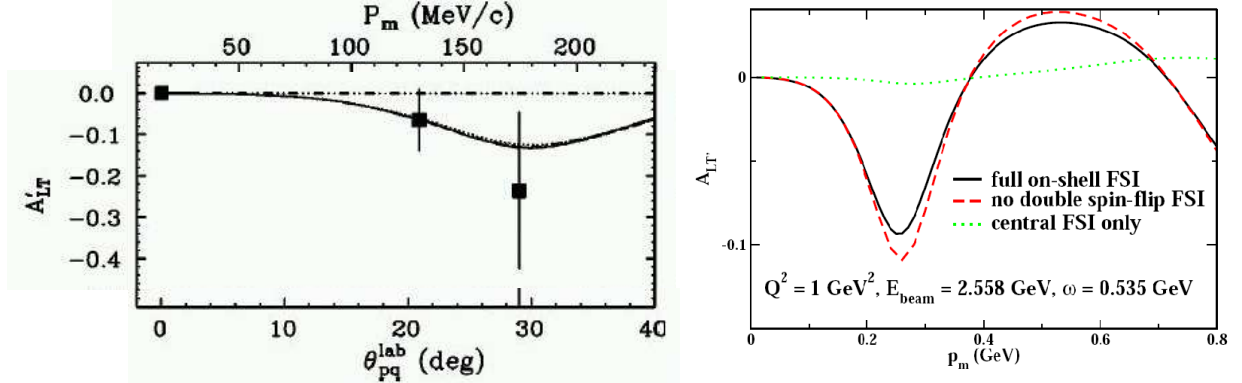 P_m (MeV/c)
50 100 150 200
0.0
−0.1
−0.2
−0.3
−0.4
A'_LT
0 10 20 30 40
θ_pq^lab (deg)
0
-0.1
A_LT'
full on-shell FSI
no double spin-flip FSI
central FSI only
Q^2 = 1 GeV^2, E_beam = 2.558 GeV, ω = 0.535 GeV
0 0.2 0.4 0.6 0.8
p_m (GeV)